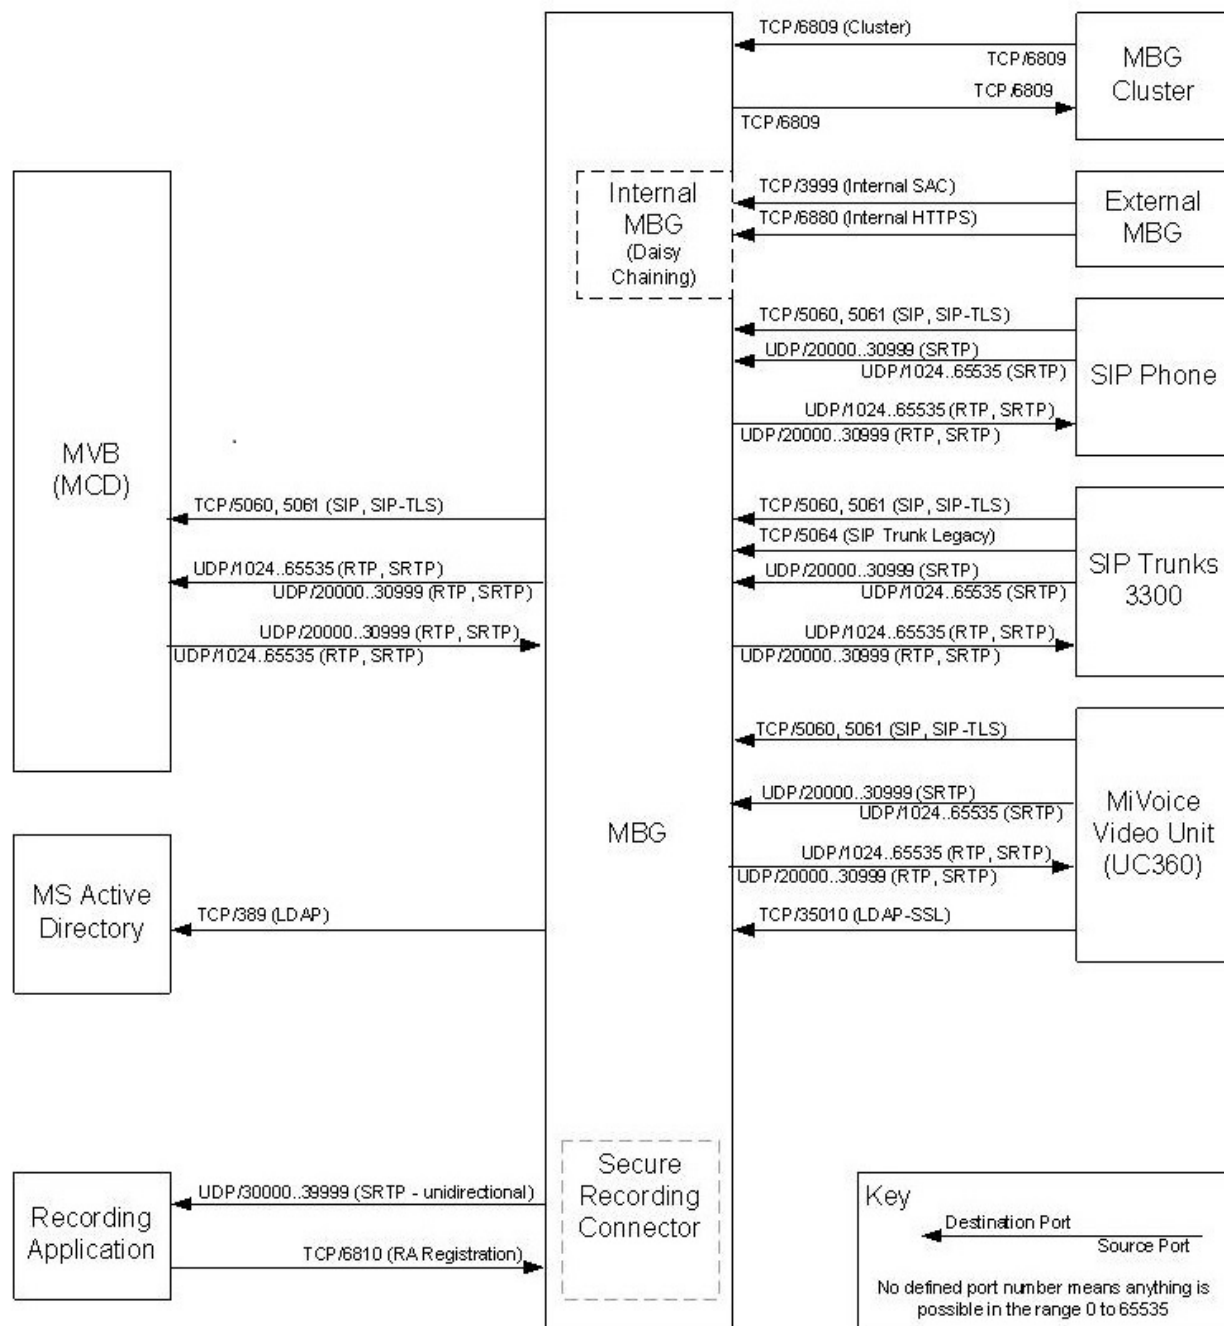 TCP/6809 (Cluster)
TCP/6809
TCP/6809
TCP/6809
MBG
Cluster
Internal
MBG
(Daisy
Chaining)
TCP/3999 (Internal SAC)
TCP/6880 (Internal HTTPS)
External
MBG
TCP/5060, 5061 (SIP, SIP-TLS)
UDP/20000..30999 (SRTP)
UDP/1024..65535 (SRTP)
UDP/1024..65535 (RTP, SRTP)
UDP/20000..30999 (RTP, SRTP)
SIP Phone
MVB
(MCD)
TCP/5060, 5061 (SIP, SIP-TLS)
UDP/1024..65535 (RTP, SRTP)
UDP/20000..30999 (RTP, SRTP)
UDP/20000..30999 (RTP, SRTP)
UDP/1024..65535 (RTP, SRTP)
TCP/5060, 5061 (SIP, SIP-TLS)
TCP/5064 (SIP Trunk Legacy)
UDP/20000..30999 (SRTP)
UDP/1024..65535 (SRTP)
UDP/1024..65535 (RTP, SRTP)
UDP/20000..30999 (RTP, SRTP)
SIP Trunks
3300
MBG
TCP/5060, 5061 (SIP, SIP-TLS)
UDP/20000..30999 (SRTP)
UDP/1024..65535 (SRTP)
UDP/1024..65535 (RTP, SRTP)
UDP/20000..30999 (RTP, SRTP)
TCP/35010 (LDAP-SSL)
MiVoice
Video Unit
(UC360)
MS Active
Directory
TCP/389 (LDAP)
Recording
Application
UDP/30000..39999 (SRTP - unidirectional)
TCP/6810 (RA Registration)
Secure
Recording
Connector
Key
Destination Port
Source Port
No defined port number means anything is
possible in the range 0 to 65535